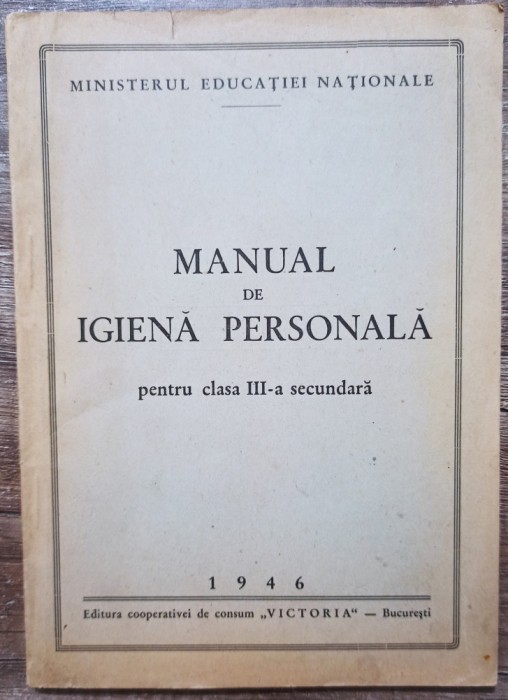 MINISTERUL EDUCAȚIEI NAȚIONALE
MANUAL
DE
IGIENĂ PERSONALĂ
pentru clasa III-a secundară
1946
Editura cooperativei de consum „VICTORIA“ — București